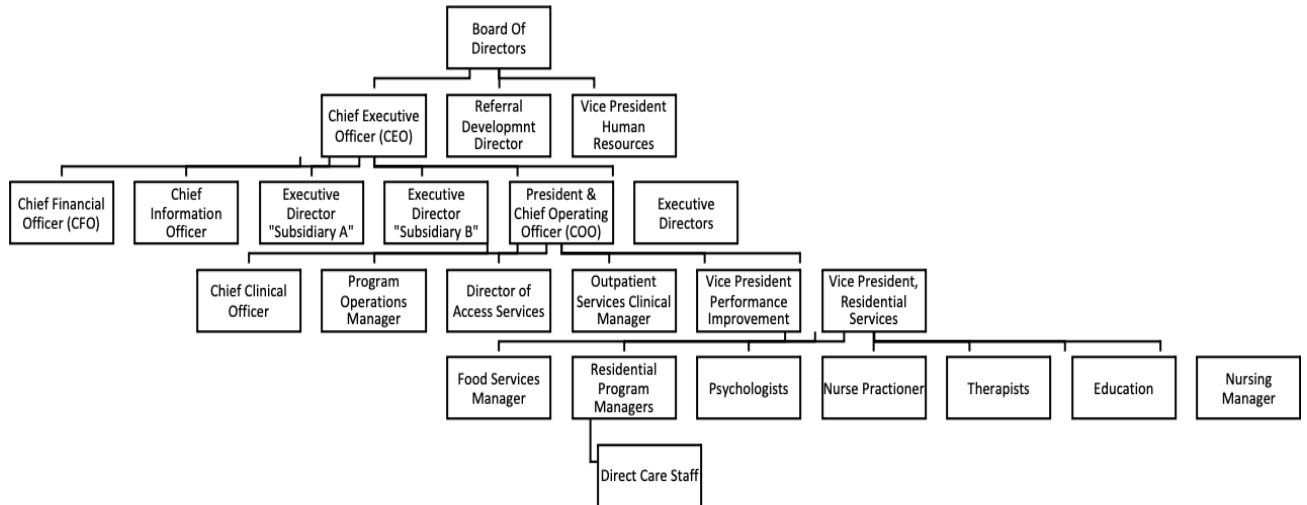 Board Of
Directors
Chief Executive
Officer (CEO)
Referral
Developmnt
Director
Vice President
Human
Resources
Chief Financial
Officer (CFO)
Chief
Information
Officer
Executive
Director
"Subsidiary A"
Executive
Director
"Subsidiary B"
President &
Chief Operating
Officer (COO)
Executive
Directors
Chief Clinical
Officer
Program
Operations
Manager
Director of
Access Services
Outpatient
Services Clinical
Manager
Vice President
Performance
Improvement
Vice President,
Residential
Services
Food Services
Manager
Residential
Program
Managers
Psychologists
Nurse Practioner
Therapists
Education
Nursing
Manager
Direct Care Staff